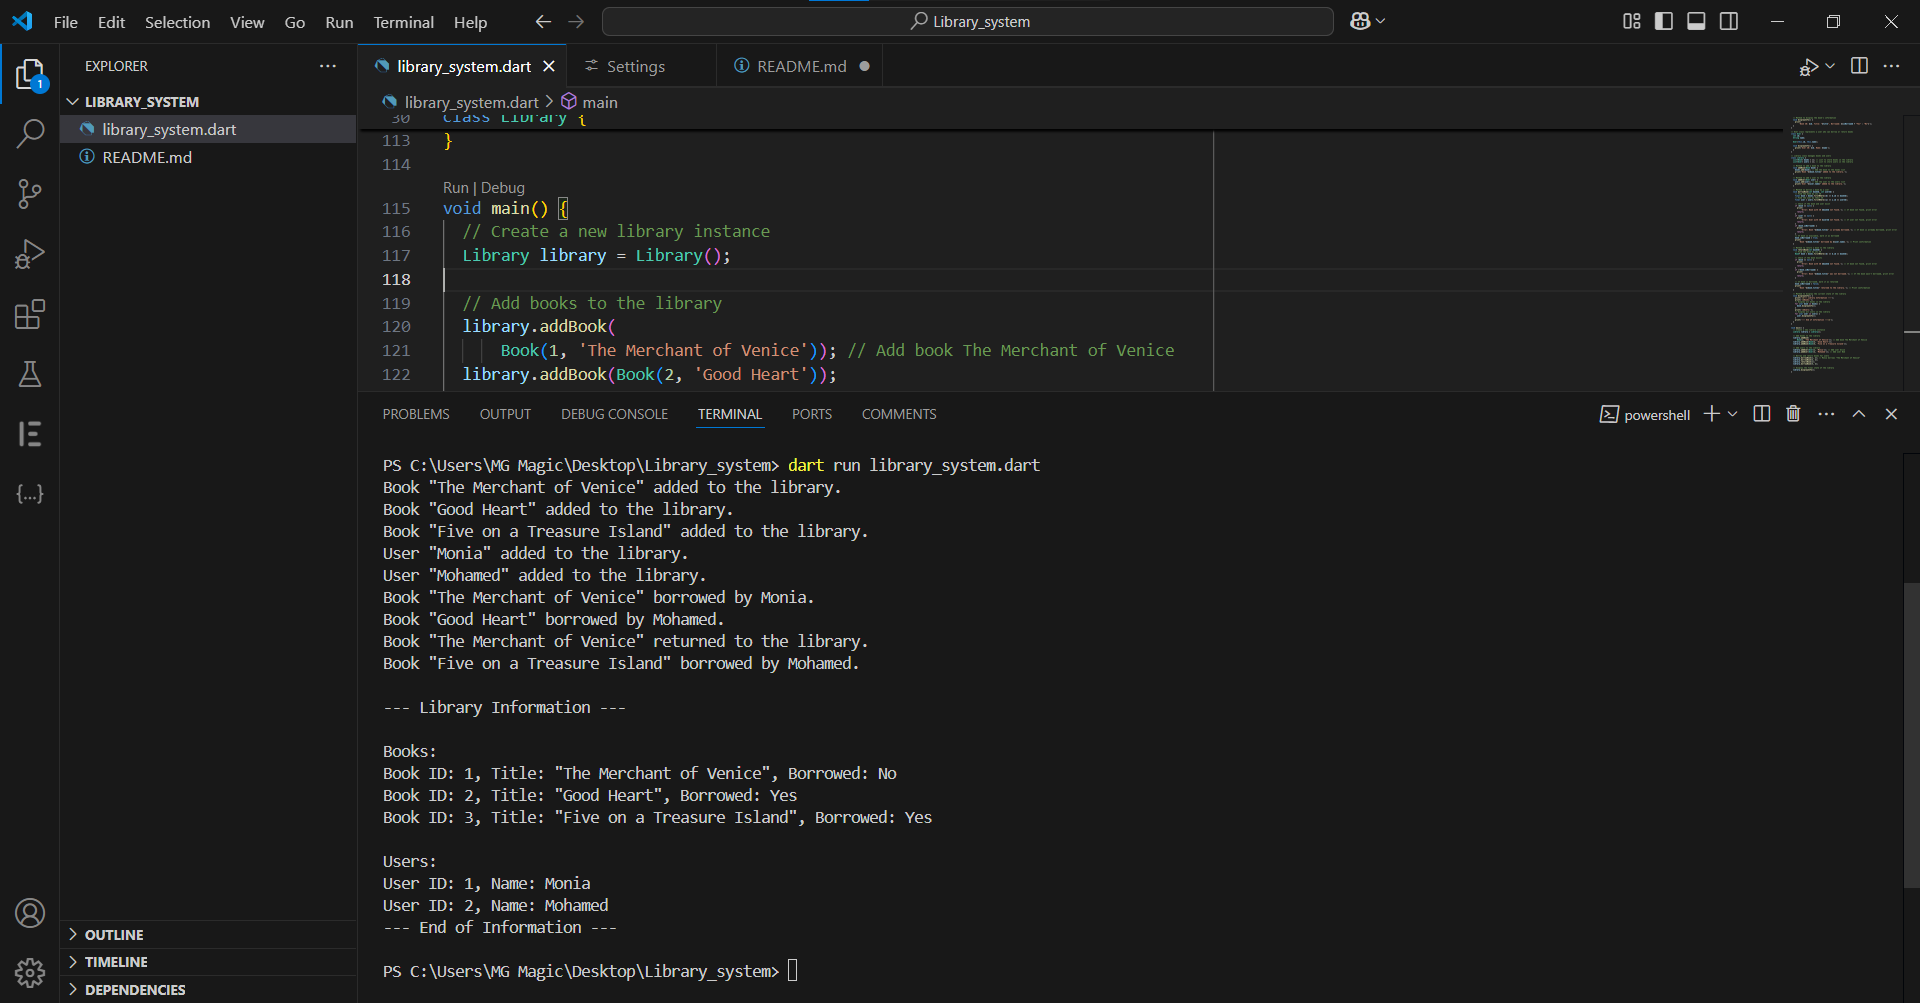 File Edit Selection View Go Run Terminal Help
Library_system
EXPLORER
LIBRARY_SYSTEM
library_system.dart
README.md
OUTLINE
TIMELINE
DEPENDENCIES
1
library_system.dart Settings README.md
library_system.dart > main
30 class Library {
113 }
114
Run | Debug
115 void main() {
116 // Create a new library instance
117 Library library = Library();
118
119 // Add books to the library
120 library.addBook(
121 Book(1, 'The Merchant of Venice')); // Add book The Merchant of Venice
122 library.addBook(Book(2, 'Good Heart'));
PROBLEMS OUTPUT DEBUG CONSOLE TERMINAL PORTS COMMENTS
powershell
PS C:\Users\MG Magic\Desktop\Library_system> dart run library_system.dart
Book "The Merchant of Venice" added to the library.
Book "Good Heart" added to the library.
Book "Five on a Treasure Island" added to the library.
User "Monia" added to the library.
User "Mohamed" added to the library.
Book "The Merchant of Venice" borrowed by Monia.
Book "Good Heart" borrowed by Mohamed.
Book "The Merchant of Venice" returned to the library.
Book "Five on a Treasure Island" borrowed by Mohamed.
--- Library Information ---
Books:
Book ID: 1, Title: "The Merchant of Venice", Borrowed: No
Book ID: 2, Title: "Good Heart", Borrowed: Yes
Book ID: 3, Title: "Five on a Treasure Island", Borrowed: Yes
Users:
User ID: 1, Name: Monia
User ID: 2, Name: Mohamed
--- End of Information ---
PS C:\Users\MG Magic\Desktop\Library_system>